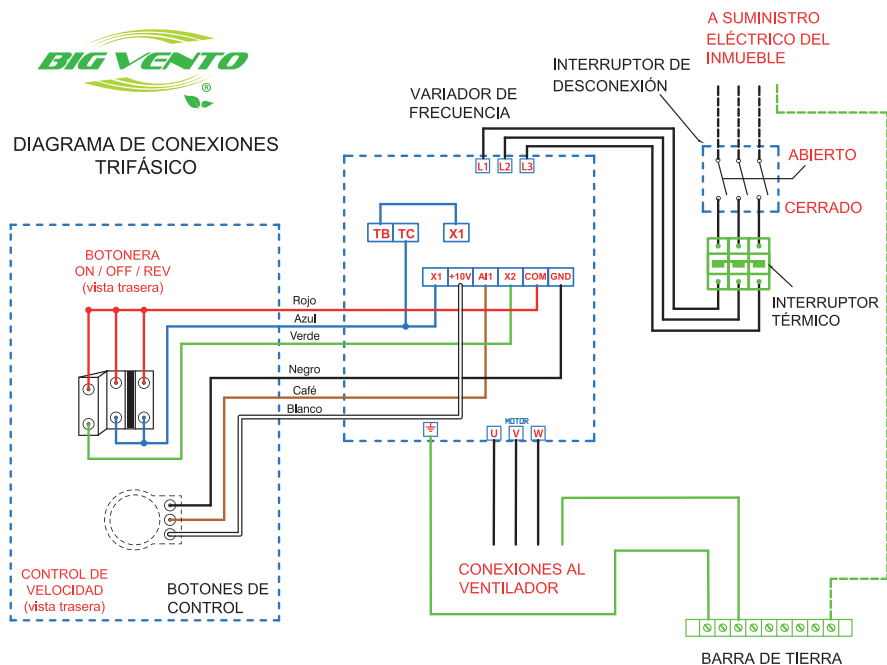 BIG VENTO
®
DIAGRAMA DE CONEXIONES
TRIFÁSICO
A SUMINISTRO
ELÉCTRICO DEL
INMUEBLE
INTERRUPTOR DE
DESCONEXIÓN
VARIADOR DE
FRECUENCIA
L1 L2 L3
ABIERTO
CERRADO
INTERRUPTOR
TÉRMICO
TB TC X1
X1 +10V AI1 X2 COM GND
BOTONERA
ON / OFF / REV
(vista trasera)
Rojo
Azul
Verde
Negro
Café
Blanco
MOTOR
U V W
CONEXIONES AL
VENTILADOR
CONTROL DE
VELOCIDAD
(vista trasera)
BOTONES DE
CONTROL
BARRA DE TIERRA